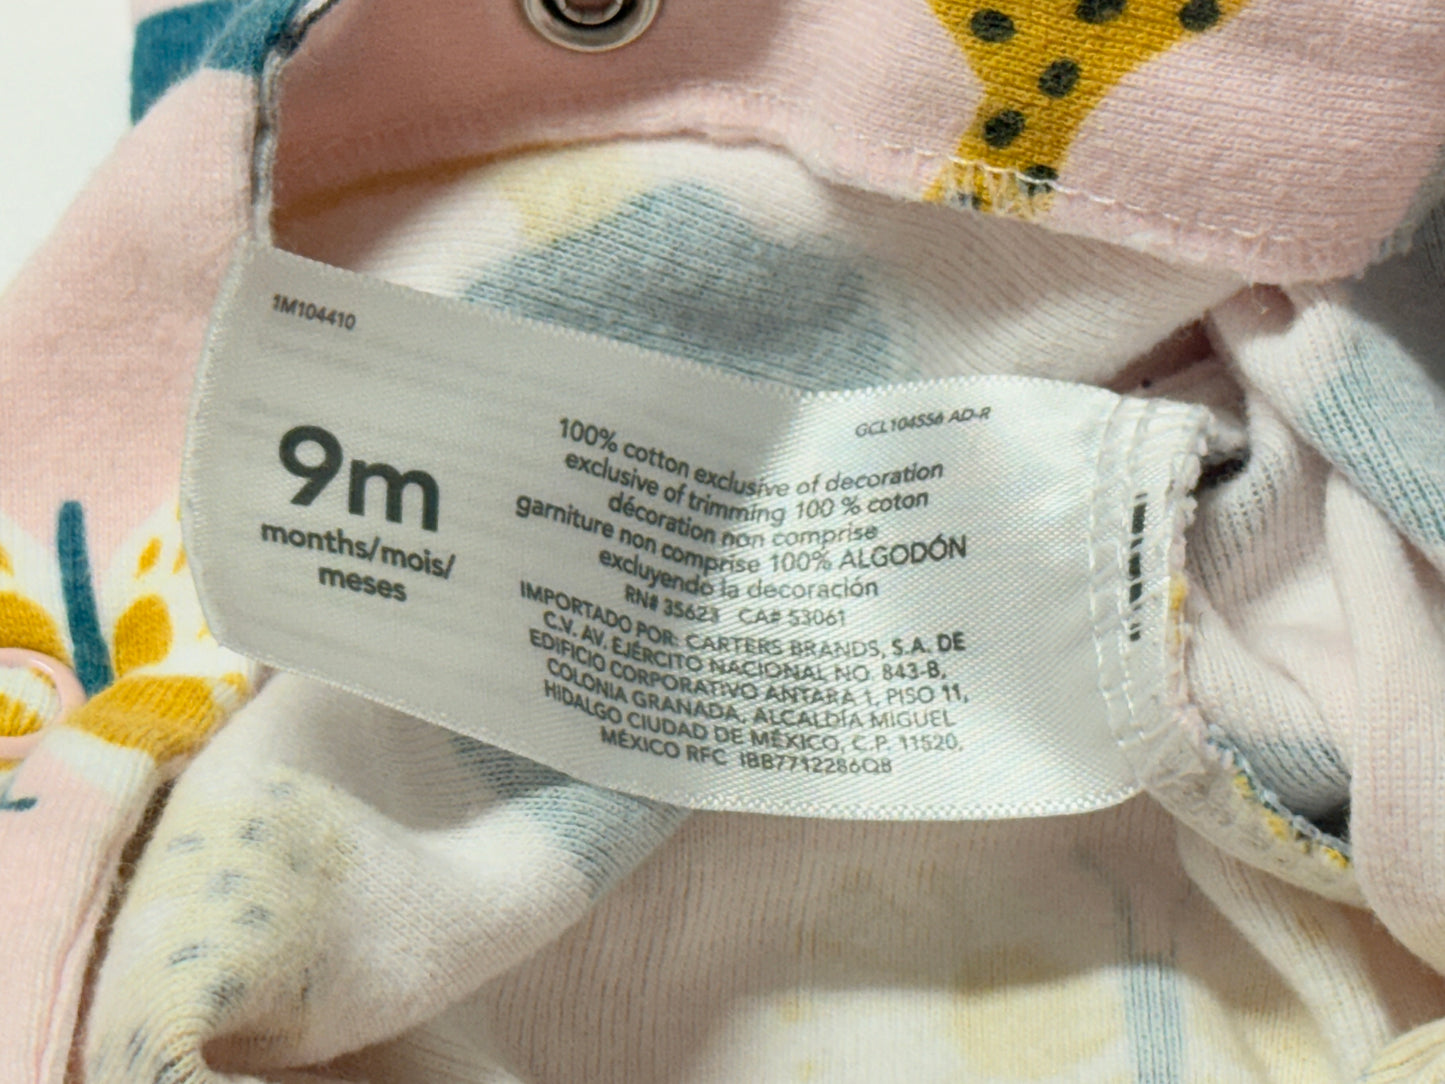 1M104410
9m
months/mois/
meses
GCL104556 AD-R
100% cotton exclusive of decoration
exclusive of trimming 100 % coton
décoration non comprise
garniture non comprise 100% ALGODÓN
excluyendo la decoración
RN# 35623 CA# 53061
IMPORTADO POR: CARTERS BRANDS, S.A. DE
C.V. AV. EJÉRCITO NACIONAL NO. 843-B,
EDIFICIO CORPORATIVO ANTARA 1, PISO 11,
COLONIA GRANADA, ALCALDÍA MIGUEL
HIDALGO CIUDAD DE MÉXICO, C.P. 11520,
MÉXICO RFC IBB7712286QB